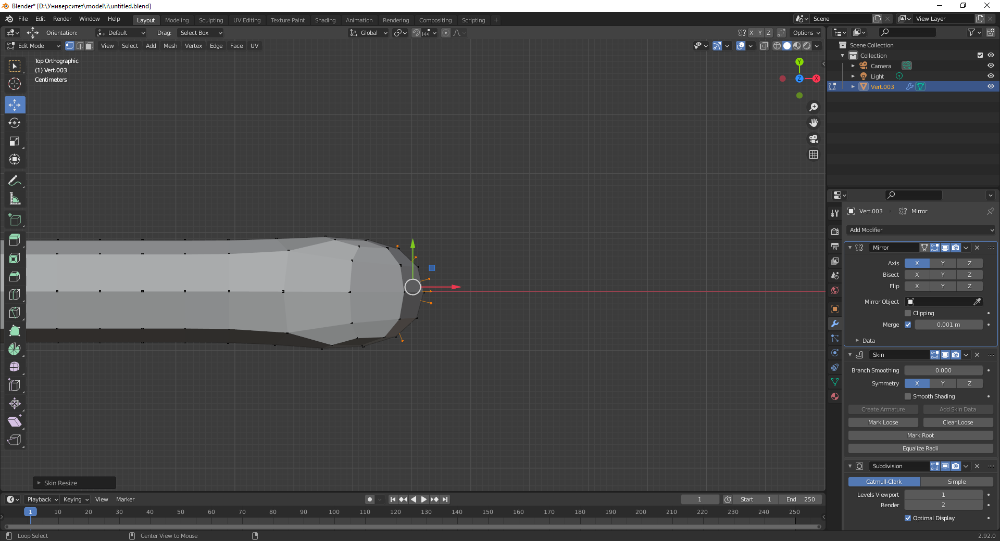 Blender* [D:\Университет\model\i\untitled.blend]
File Edit Render Window Help Layout Modeling Sculpting UV Editing Texture Paint Shading Animation Rendering Compositing Scripting + Scene View Layer
Orientation: Default Drag: Select Box Global X Y Z Options
Edit Mode View Select Add Mesh Vertex Edge Face UV
Top Orthographic
(1) Vert.003
Centimeters
Y
Z X
Scene Collection
Collection
Camera
Light
Vert.003
Vert.003 Mirror
Add Modifier
Mirror
Axis X Y Z
Bisect X Y Z
Flip X Y Z
Mirror Object
Clipping
Merge 0.001 m
Data
Skin
Branch Smoothing 0.000
Symmetry X Y Z
Smooth Shading
Create Armature Add Skin Data
Mark Loose Clear Loose
Mark Root
Equalize Radii
Subdivision
Catmull-Clark Simple
Levels Viewport 1
Render 2
Optimal Display
Skin Resize
Playback Keying View Marker 1 Start 1 End 250
1 10 20 30 40 50 60 70 80 90 100 110 120 130 140 150 160 170 180 190 200 210 220 230 240 250
Loop Select Center View to Mouse 2.92.0